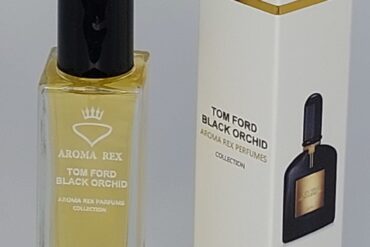 AROMA REX
TOM FORD
BLACK ORCHID
AROMA REX PARFUMS
COLLECTION
TOM FORD
BLACK ORCHID
AROMA REX PERFUMES
COLLECTION